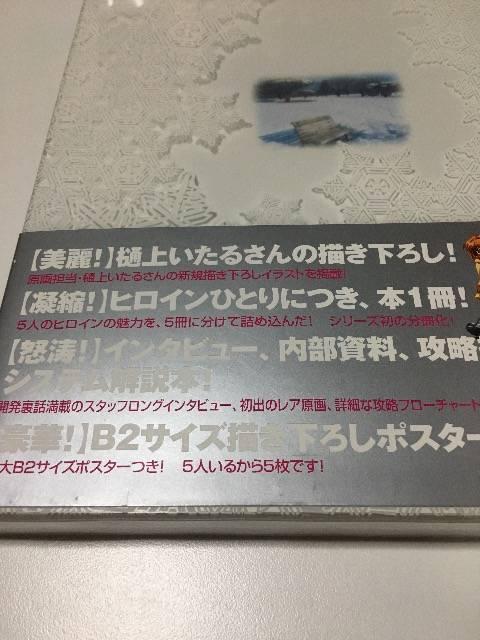 【美麗!】樋上いたるさんの描き下ろし!
原画担当・樋上いたるさんの新規描き下ろしイラストを掲載!
【凝縮!】ヒロインひとりにつき、本1冊!
5人のヒロインの魅力を、5冊に分けて詰め込んだ! シリーズ初の分冊化!
【怒涛!】インタビュー、内部資料、攻略
システム解説本!
開発裏話満載のスタッフロングインタビュー、初出のレア原画、詳細な攻略フローチャート
豪華!】B2サイズ描き下ろしポスター
大B2サイズポスターつき! 5人いるから5枚です!